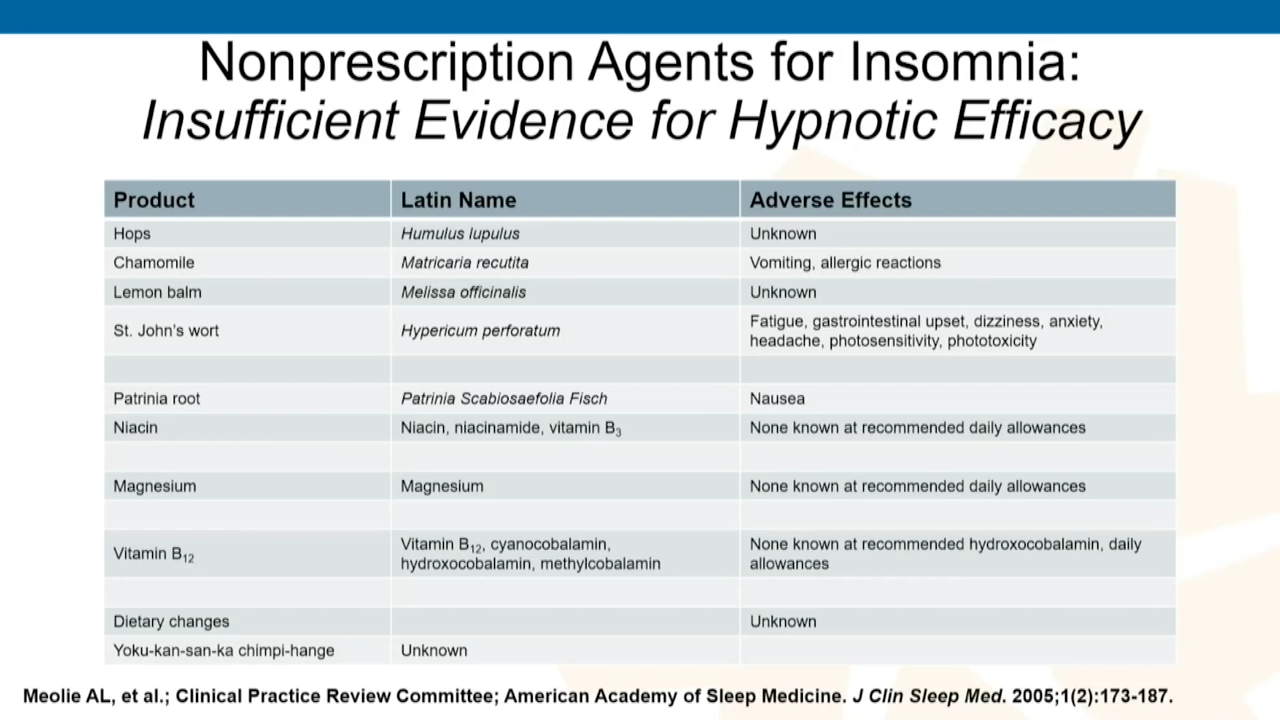 Nonprescription Agents for Insomnia:
Insufficient Evidence for Hypnotic Efficacy
Product Latin Name Adverse Effects
Hops Humulus lupulus Unknown
Chamomile Matricaria recutita Vomiting, allergic reactions
Lemon balm Melissa officinalis Unknown
St. John's wort Hypericum perforatum Fatigue, gastrointestinal upset, dizziness, anxiety,
headache, photosensitivity, phototoxicity
Patrinia root Patrinia Scabiosaefolia Fisch Nausea
Niacin Niacin, niacinamide, vitamin B₃ None known at recommended daily allowances
Magnesium Magnesium None known at recommended daily allowances
Vitamin B₁₂ Vitamin B₁₂, cyanocobalamin, None known at recommended hydroxocobalamin, daily
hydroxocobalamin, methylcobalamin allowances
Dietary changes Unknown
Yoku-kan-san-ka chimpi-hange Unknown
Meolie AL, et al.; Clinical Practice Review Committee; American Academy of Sleep Medicine. J Clin Sleep Med. 2005;1(2):173-187.